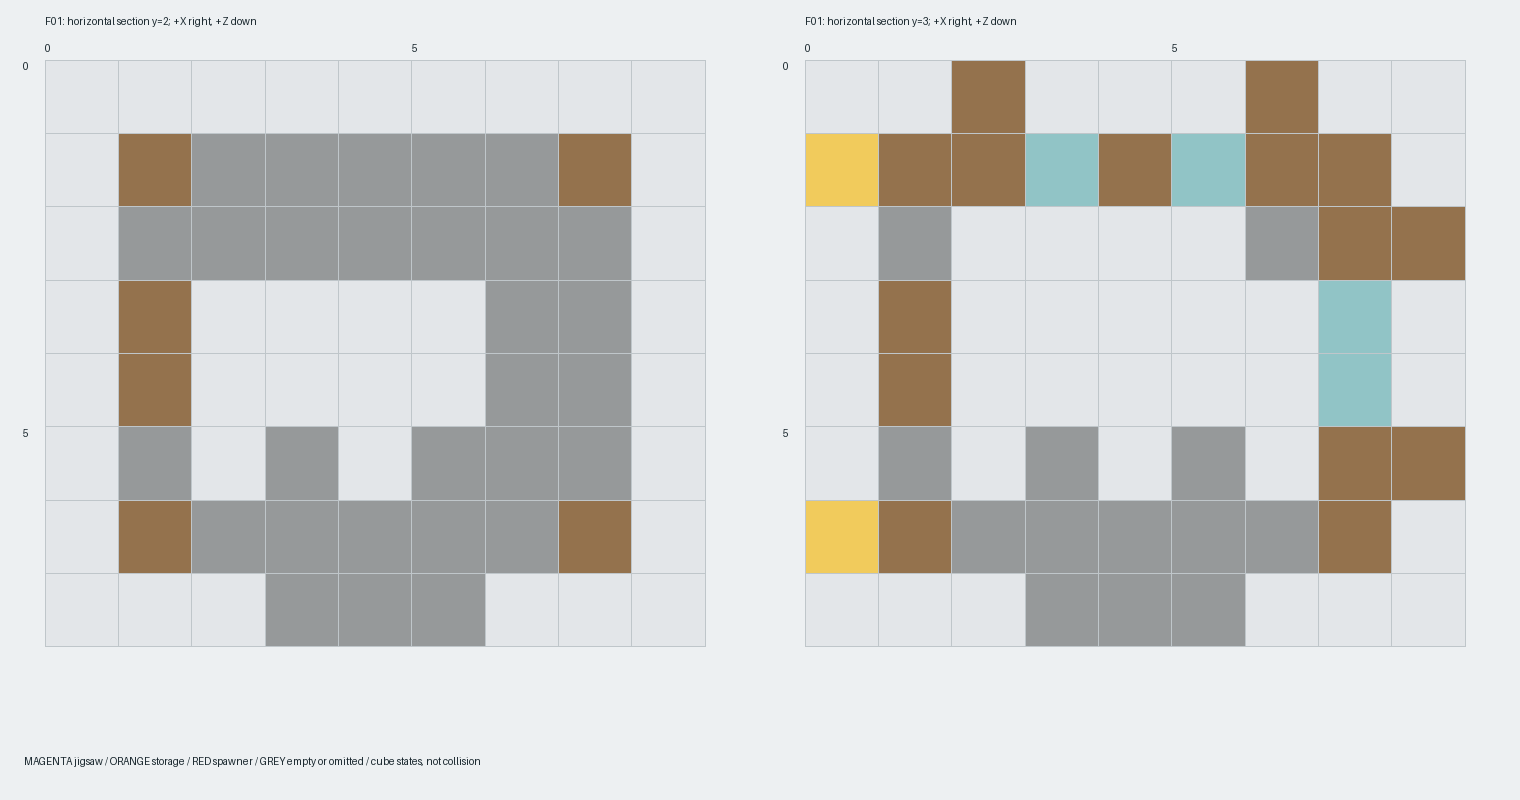 F01: horizontal section y=2; +X right, +Z down
F01: horizontal section y=3; +X right, +Z down
0 5
0 5
0
0
5
5
MAGENTA jigsaw / ORANGE storage / RED spawner / GREY empty or omitted / cube states, not collision